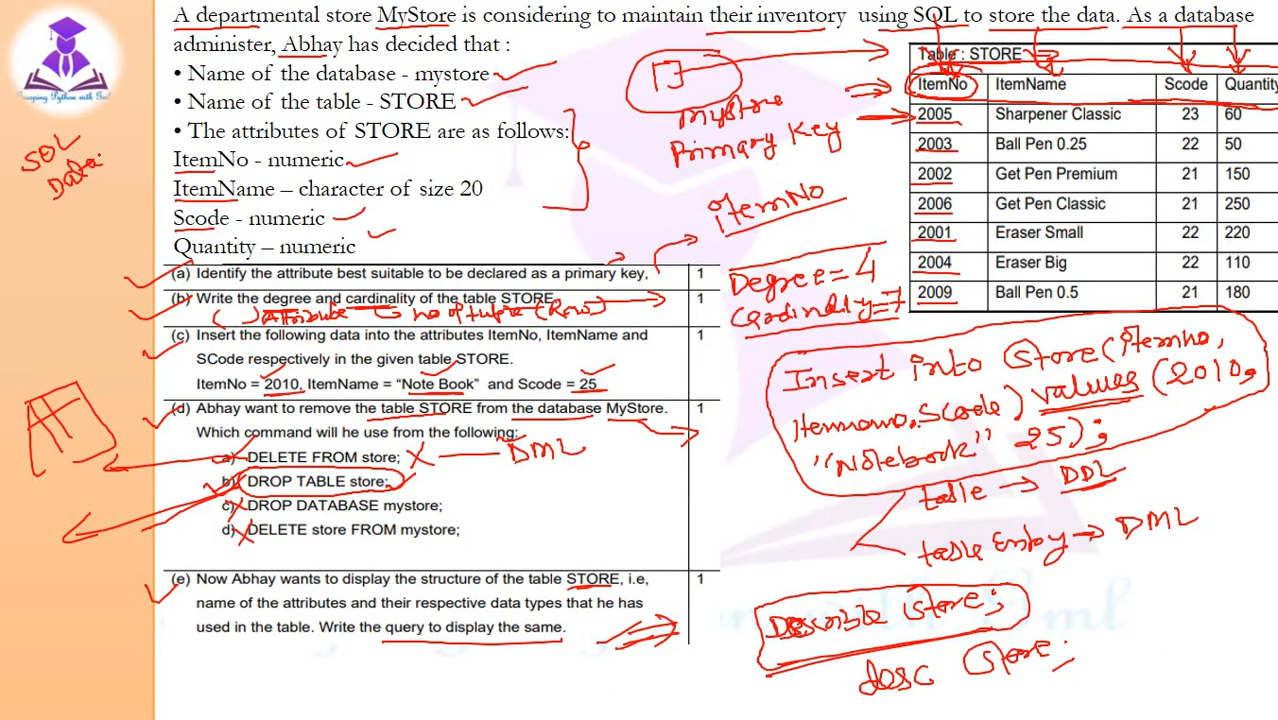 A departmental store MyStore is considering to maintain their inventory using SQL to store the data. As a database
administer, Abhay has decided that :
• Name of the database - mystore
• Name of the table - STORE
• The attributes of STORE are as follows:
ItemNo - numeric
ItemName – character of size 20
Scode - numeric
Quantity – numeric
SQL
Data
mystore
Primary Key
itemNo
Table : STORE
ItemNo ItemName Scode Quantity
2005 Sharpener Classic 23 60
2003 Ball Pen 0.25 22 50
2002 Get Pen Premium 21 150
2006 Get Pen Classic 21 250
2001 Eraser Small 22 220
2004 Eraser Big 22 110
2009 Ball Pen 0.5 21 180
(a) Identify the attribute best suitable to be declared as a primary key, 1
(b) Write the degree and cardinality of the table STORE. 1
Attribute no of tuple (Row)
Degree = 4
Cardinality = 7
(c) Insert the following data into the attributes ItemNo, ItemName and 1
SCode respectively in the given table STORE.
ItemNo = 2010, ItemName = “Note Book” and Scode = 25
Insert into Store (itemno,
Scode) values (2010,
"Notebook" 25);
(d) Abhay want to remove the table STORE from the database MyStore. 1
Which command will he use from the following:
a) DELETE FROM store; DML
b) DROP TABLE store;
c) DROP DATABASE mystore;
d) DELETE store FROM mystore;
table → DDL
table Entry → DML
(e) Now Abhay wants to display the structure of the table STORE, i.e, 1
name of the attributes and their respective data types that he has
used in the table. Write the query to display the same.
Describle store;
desc store;